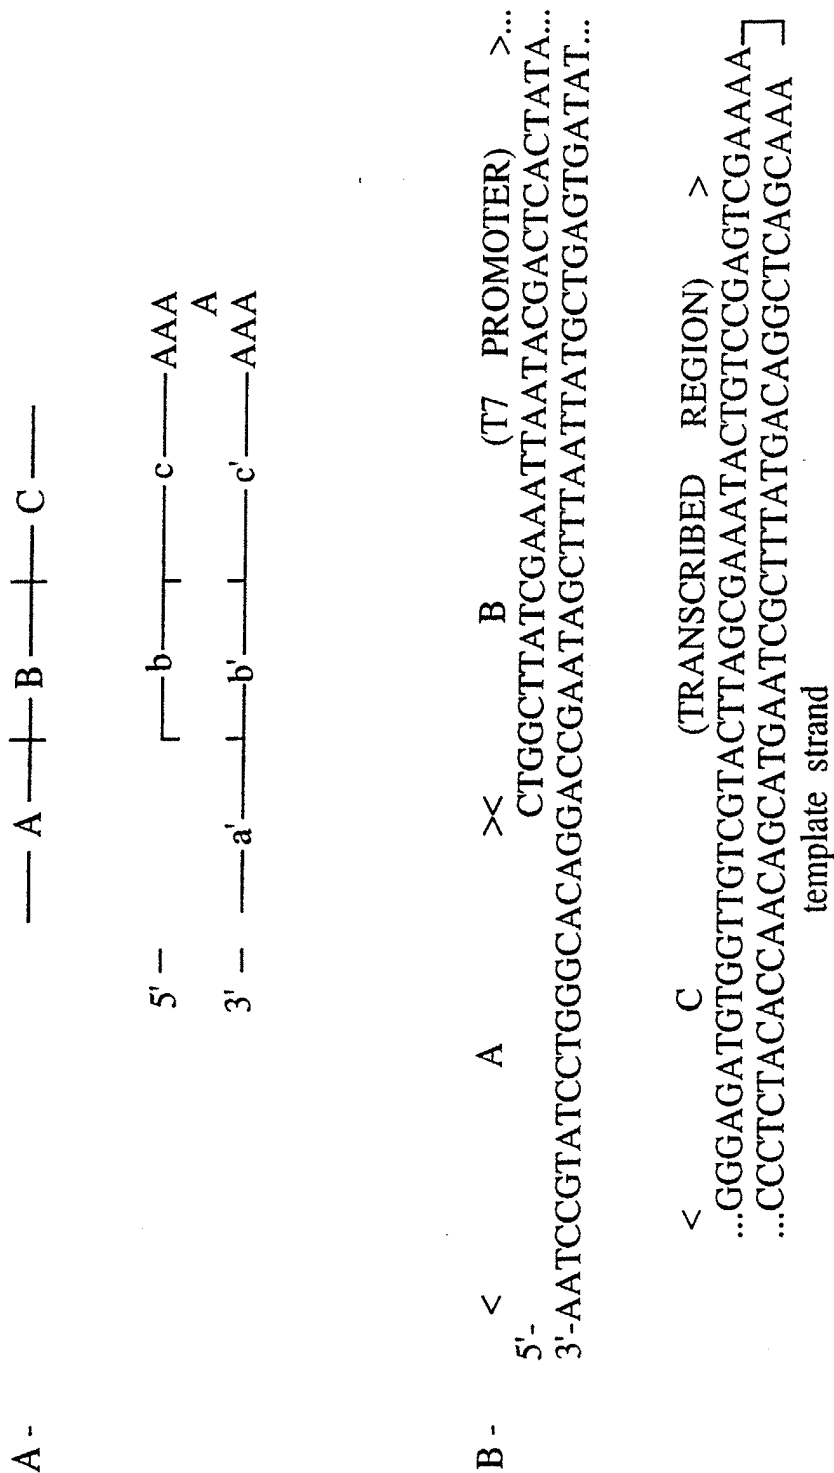 A -
A B C
5' — b c AAA
A
3' — a' b' c' AAA
B -
< A >< B (T7 PROMOTER) >...
5'- CTGGCTTATCGAAATTAATACGACTCACTATA...
3'-AATCCGTATCCTGGGCACAGGACCGAATAGCTTTAATTATGCTGAGTGATAT...
< C (TRANSCRIBED REGION) >
...GGGAGATGTGGTTGTCGTACTTAGCGAAATACTGTCCGAGTCGAAAA
...CCCTCTACACCAACAGCATGAATCGCTTTATGACAGGCTCAGCAAA
template strand